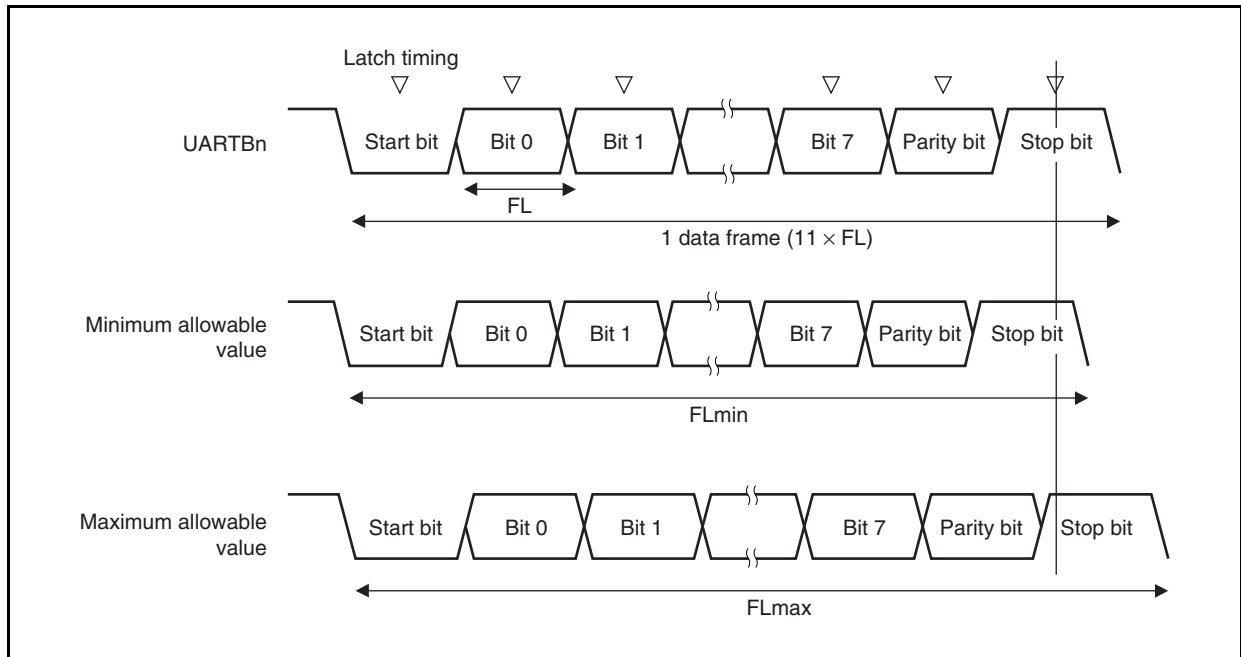 Latch timing
UARTBn
Start bit
Bit 0
Bit 1
Bit 7
Parity bit
Stop bit
FL
1 data frame (11 × FL)
Minimum allowable
value
Start bit
Bit 0
Bit 1
Bit 7
Parity bit
Stop bit
FLmin
Maximum allowable
value
Start bit
Bit 0
Bit 1
Bit 7
Parity bit
Stop bit
FLmax